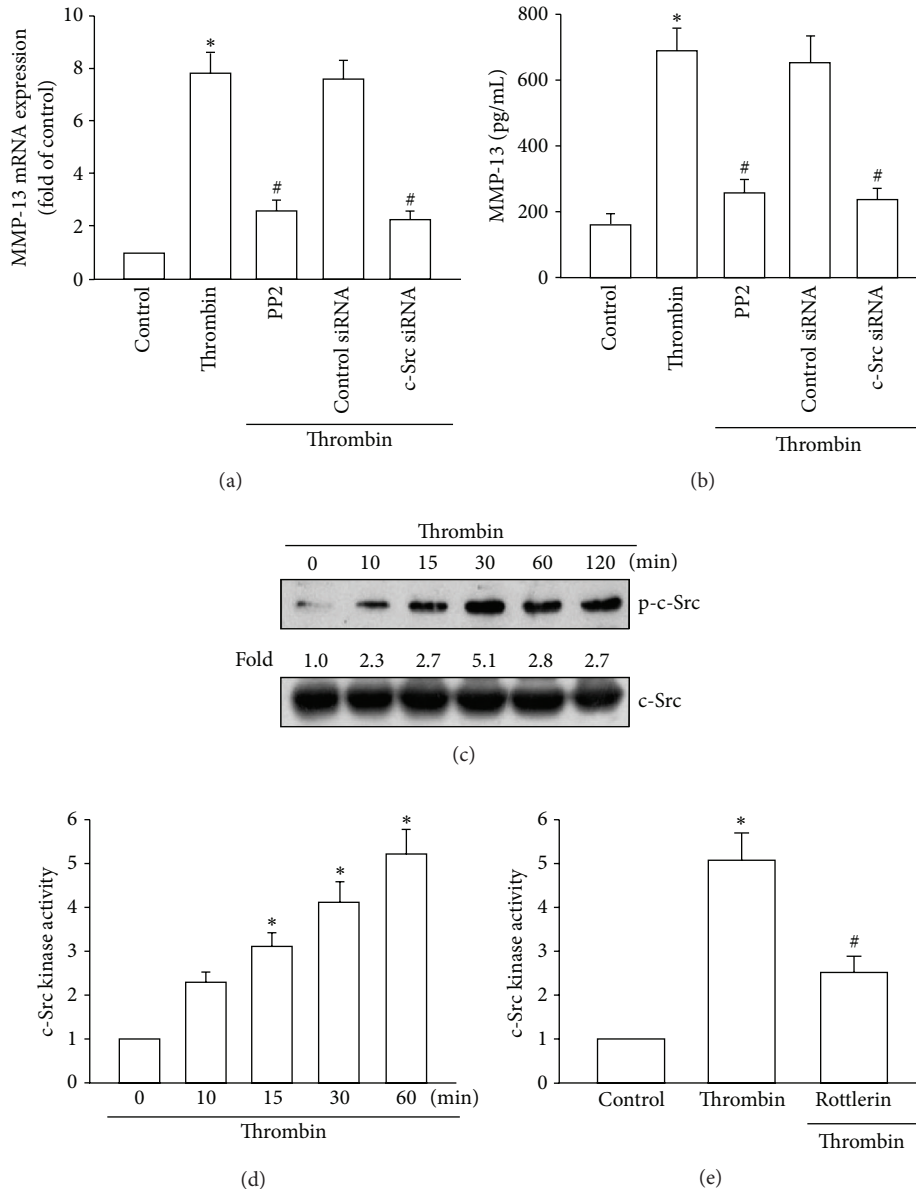 MMP-13 mRNA expression
(fold of control)
10
8
6
4
2
0
*
#
#
Control
Thrombin
PP2
Control siRNA
c-Src siRNA
Thrombin
(a)
MMP-13 (pg/mL)
800
600
400
200
0
*
#
#
Control
Thrombin
PP2
Control siRNA
c-Src siRNA
Thrombin
(b)
Thrombin
0 10 15 30 60 120 (min)
p-c-Src
Fold 1.0 2.3 2.7 5.1 2.8 2.7
c-Src
(c)
c-Src kinase activity
6
5
4
3
2
1
0
*
*
*
0 10 15 30 60 (min)
Thrombin
(d)
c-Src kinase activity
6
5
4
3
2
1
0
*
#
Control Thrombin Rottlerin
Thrombin
(e)